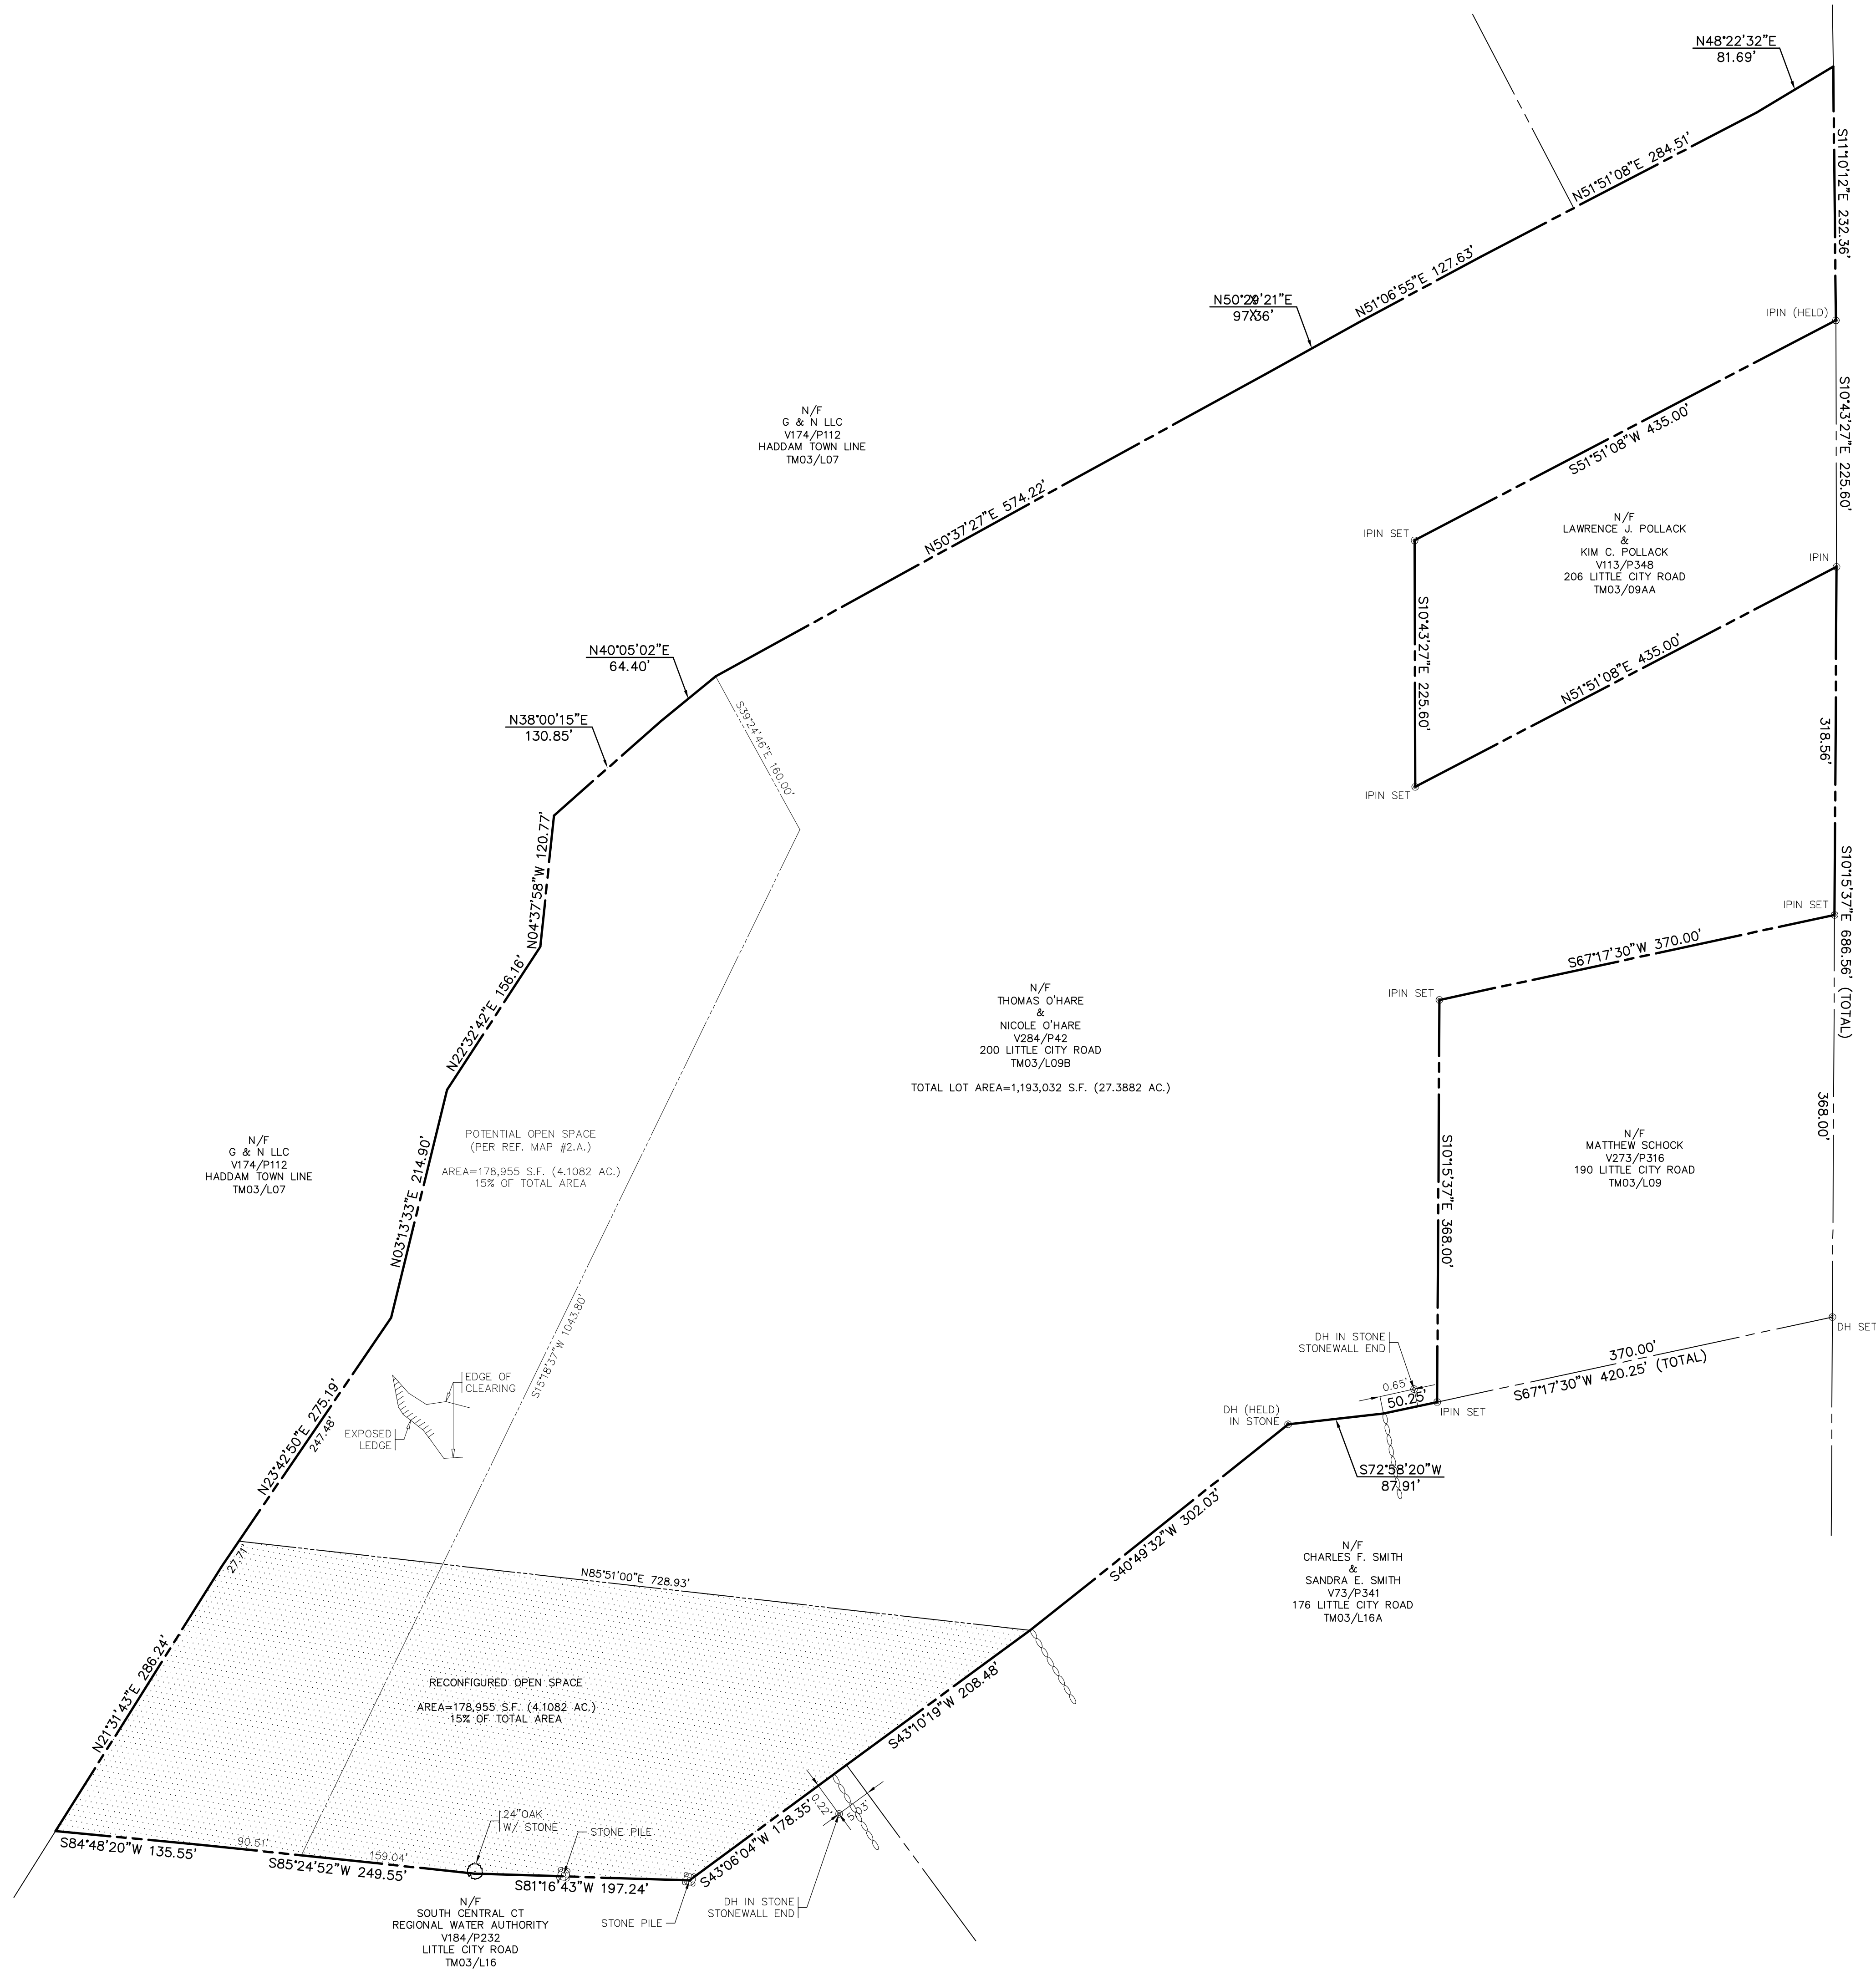 N48°22'32"E
81.69'
N51°51'08"E 284.51'
S11°10'12"E 232.36'
N50°29'21"E
97.36'
N51°06'55"E 127.63'
IPIN (HELD)
S10°43'27"E 225.60'
N/F
G & N LLC
V174/P112
HADDAM TOWN LINE
TM03/L07
S51°51'08"W 435.00'
N50°37'27"E 574.22'
IPIN SET
N/F
LAWRENCE J. POLLACK
&
KIM C. POLLACK
V113/P348
206 LITTLE CITY ROAD
TM03/09AA
IPIN
S10°43'27"E 225.60'
N51°51'08"E 435.00'
N40°05'02"E
64.40'
N38°00'15"E
130.85'
S39°24'46"E 160.00'
318.56'
IPIN SET
N04°37'58"W 120.77'
S10°15'37"E 686.56' (TOTAL)
IPIN SET
S67°17'30"W 370.00'
IPIN SET
N22°32'42"E 156.16'
N/F
THOMAS O'HARE
&
NICOLE O'HARE
V284/P42
200 LITTLE CITY ROAD
TM03/L09B
TOTAL LOT AREA=1,193,032 S.F. (27.3882 AC.)
368.00'
N/F
G & N LLC
V174/P112
HADDAM TOWN LINE
TM03/L07
N03°13'33"E 214.90'
POTENTIAL OPEN SPACE
(PER REF. MAP #2.A.)
AREA=178,955 S.F. (4.1082 AC.)
15% OF TOTAL AREA
S10°15'37"E 368.00'
N/F
MATTHEW SCHOCK
V273/P316
190 LITTLE CITY ROAD
TM03/L09
S15°18'37"W 1043.80'
DH SET
DH IN STONE
STONEWALL END
370.00'
S67°17'30"W 420.25' (TOTAL)
0.65'
50.25'
IPIN SET
EDGE OF
CLEARING
EXPOSED
LEDGE
N23°42'50"E 275.19'
247.48'
DH (HELD)
IN STONE
S72°58'20"W
87.91'
S40°49'32"W 302.03'
27.71'
N85°51'00"E 728.93'
N/F
CHARLES F. SMITH
&
SANDRA E. SMITH
V73/P341
176 LITTLE CITY ROAD
TM03/L16A
N21°31'43"E 286.24'
RECONFIGURED OPEN SPACE
AREA=178,955 S.F. (4.1082 AC.)
15% OF TOTAL AREA
S43°10'19"W 208.48'
0.22'
5.03'
S43°06'04"W 178.35'
24"OAK
W/ STONE
STONE PILE
90.51'
S84°48'20"W 135.55'
159.04'
S85°24'52"W 249.55'
S81°16'43"W 197.24'
DH IN STONE
STONEWALL END
STONE PILE
N/F
SOUTH CENTRAL CT
REGIONAL WATER AUTHORITY
V184/P232
LITTLE CITY ROAD
TM03/L16